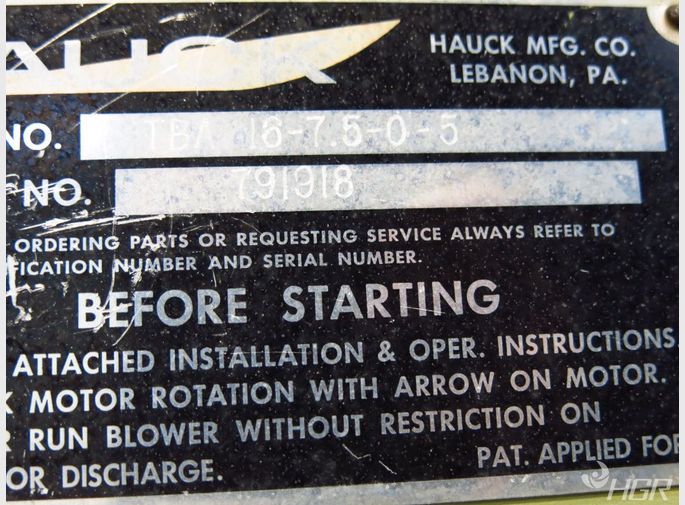 HAUCK
HAUCK MFG. CO.
LEBANON, PA.
NO. TBA 16-7.5-0-5
NO. 791918
ORDERING PARTS OR REQUESTING SERVICE ALWAYS REFER TO
FICATION NUMBER AND SERIAL NUMBER.
BEFORE STARTING
ATTACHED INSTALLATION & OPER. INSTRUCTIONS.
K MOTOR ROTATION WITH ARROW ON MOTOR.
R RUN BLOWER WITHOUT RESTRICTION ON
OR DISCHARGE.
PAT. APPLIED FOR
HGR